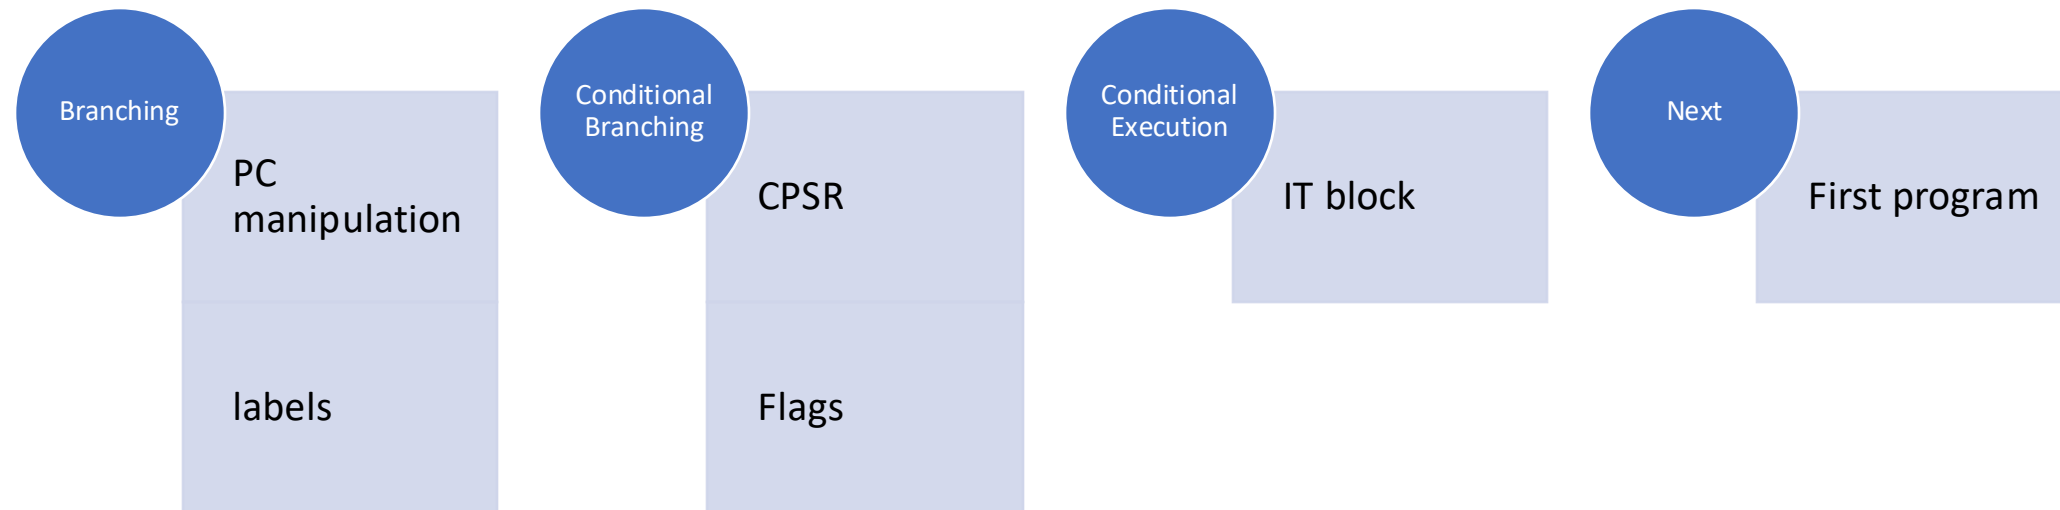 Branching
PC
manipulation
labels
Conditional
Branching
CPSR
Flags
Conditional
Execution
IT block
Next
First program